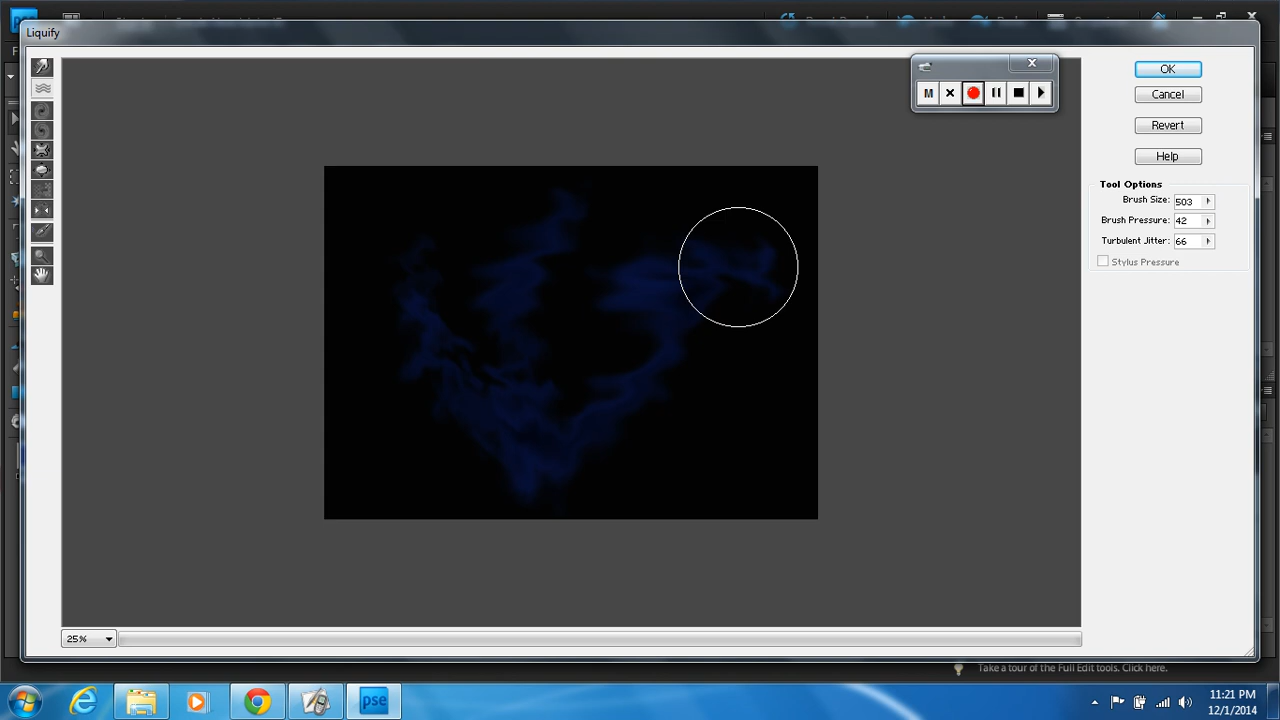 Liquify
M
OK
Cancel
Revert
Help
Tool Options
Brush Size: 503
Brush Pressure: 42
Turbulent Jitter: 66
Stylus Pressure
25%
Take a tour of the Full Edit tools. Click here.
pse
11:21 PM
12/1/2014